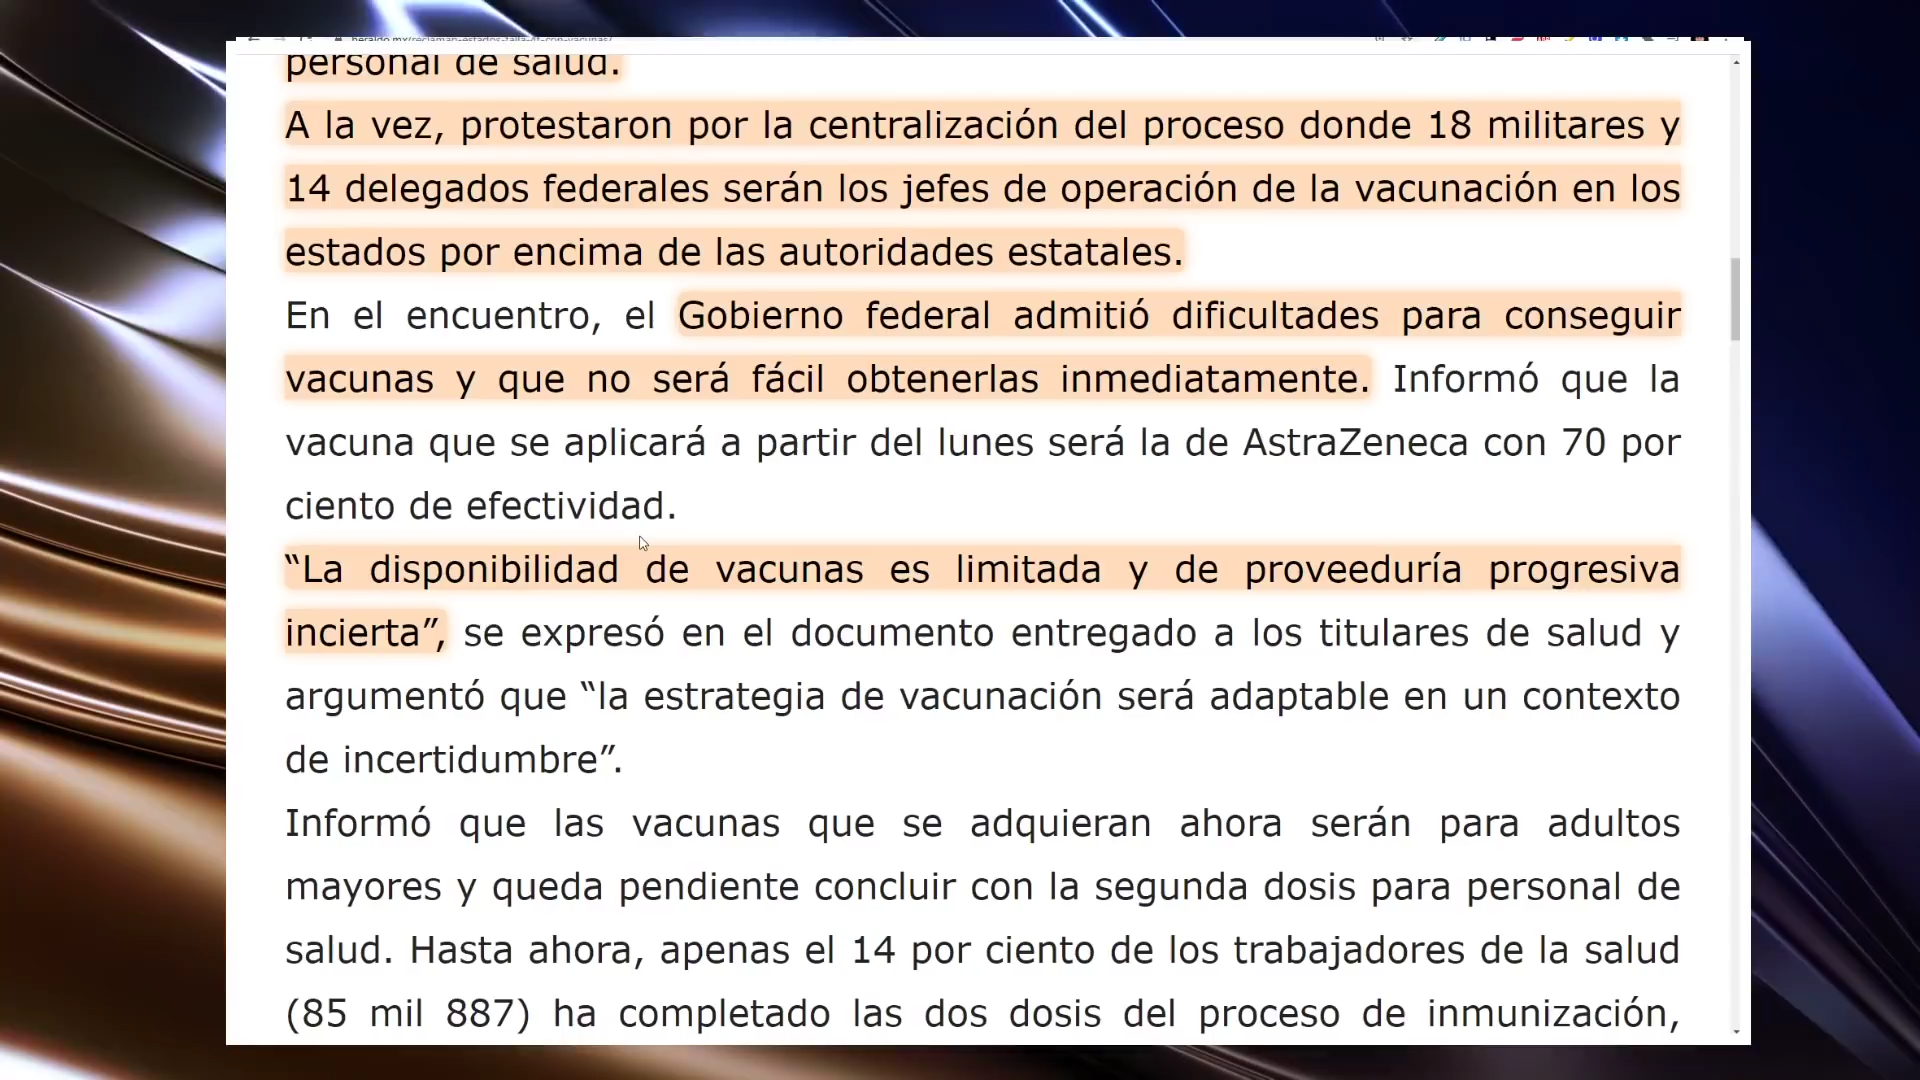 heraldo.mx/reclaman-estados-falla-4t-con-vacunas/
personal de salud.
A la vez, protestaron por la centralización del proceso donde 18 militares y
14 delegados federales serán los jefes de operación de la vacunación en los
estados por encima de las autoridades estatales.
En el encuentro, el Gobierno federal admitió dificultades para conseguir
vacunas y que no será fácil obtenerlas inmediatamente. Informó que la
vacuna que se aplicará a partir del lunes será la de AstraZeneca con 70 por
ciento de efectividad.
“La disponibilidad de vacunas es limitada y de proveeduría progresiva
incierta”, se expresó en el documento entregado a los titulares de salud y
argumentó que “la estrategia de vacunación será adaptable en un contexto
de incertidumbre”.
Informó que las vacunas que se adquieran ahora serán para adultos
mayores y queda pendiente concluir con la segunda dosis para personal de
salud. Hasta ahora, apenas el 14 por ciento de los trabajadores de la salud
(85 mil 887) ha completado las dos dosis del proceso de inmunización,